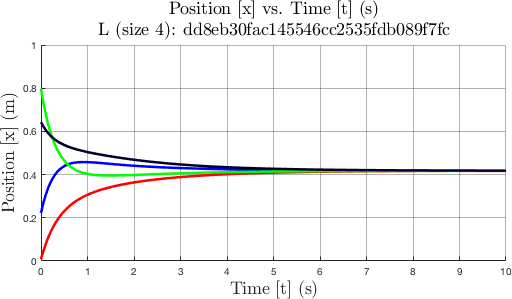 Position [x] vs. Time [t] (s)
L (size 4): dd8eb30fac145546cc2535fdb089f7fc
Position [x] (m)
1
0.8
0.6
0.4
0.2
0
0 1 2 3 4 5 6 7 8 9 10
Time [t] (s)